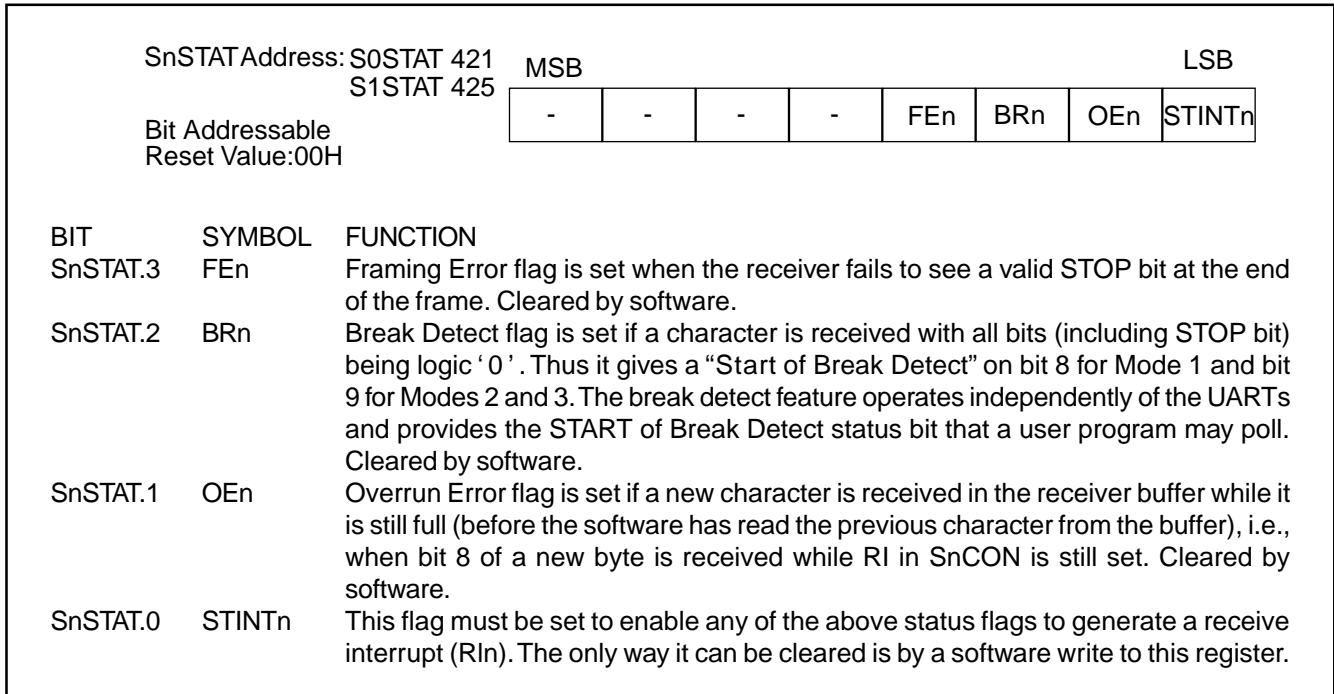 SnSTAT Address: S0STAT 421
S1STAT 425
MSB LSB
Bit Addressable
Reset Value:00H
- - - - FEn BRn OEn STINTn
BIT SYMBOL FUNCTION
SnSTAT.3 FEn Framing Error flag is set when the receiver fails to see a valid STOP bit at the end
of the frame. Cleared by software.
SnSTAT.2 BRn Break Detect flag is set if a character is received with all bits (including STOP bit)
being logic ‘0’. Thus it gives a “Start of Break Detect” on bit 8 for Mode 1 and bit
9 for Modes 2 and 3. The break detect feature operates independently of the UARTs
and provides the START of Break Detect status bit that a user program may poll.
Cleared by software.
SnSTAT.1 OEn Overrun Error flag is set if a new character is received in the receiver buffer while it
is still full (before the software has read the previous character from the buffer), i.e.,
when bit 8 of a new byte is received while RI in SnCON is still set. Cleared by
software.
SnSTAT.0 STINTn This flag must be set to enable any of the above status flags to generate a receive
interrupt (RIn). The only way it can be cleared is by a software write to this register.